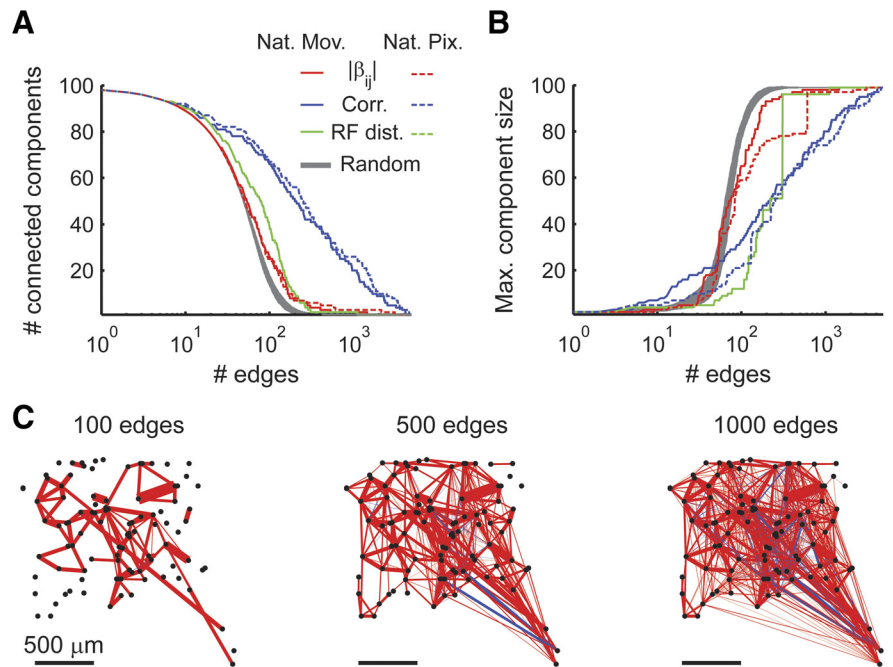 A
B
Nat. Mov. Nat. Pix.
|βij|
Corr.
RF dist.
Random
# connected components
100
80
60
40
20
10^0 10^1 10^2 10^3
# edges
Max. component size
100
80
60
40
20
10^0 10^1 10^2 10^3
# edges
C
100 edges 500 edges 1000 edges
500 μm